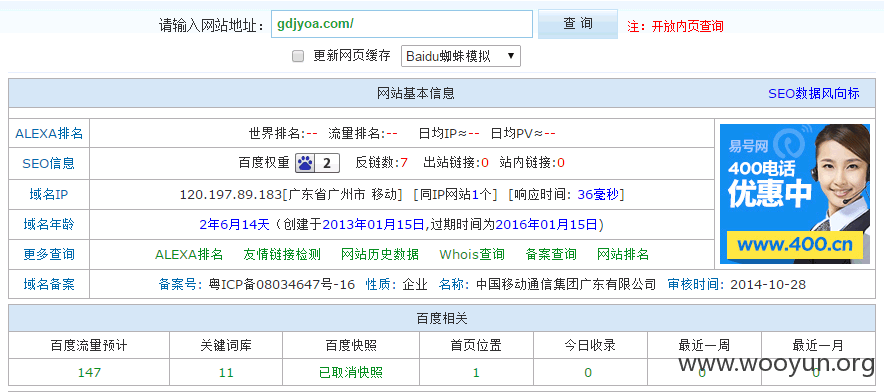 请输入网站地址: gdjyoa.com/ 查 询 注：开放内页查询
更新网页缓存 Baidu蜘蛛模拟
网站基本信息 SEO数据风向标
ALEXA排名 世界排名:-- 流量排名:-- 日均IP≈-- 日均PV≈--
SEO信息 百度权重 2 反链数:7 出站链接:0 站内链接:0
域名IP 120.197.89.183[广东省广州市 移动] [同IP网站1个] [响应时间: 36毫秒]
域名年龄 2年6月14天 (创建于2013年01月15日,过期时间为2016年01月15日)
更多查询 ALEXA排名 友情链接检测 网站历史数据 Whois查询 备案查询 网站排名
域名备案 备案号: 粤ICP备08034647号-16 性质: 企业 名称: 中国移动通信集团广东有限公司 审核时间: 2014-10-28
易号网
400电话
优惠中
www.400.cn
百度相关
百度流量预计 关键词库 百度快照 首页位置 今日收录 最近一周 最近一月
147 11 已取消快照 1 0 0 0
www.wooyun.org